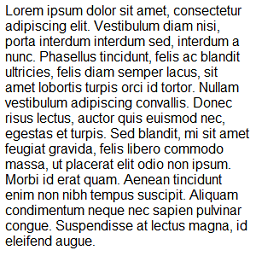 Lorem ipsum dolor sit amet, consectetur
adipiscing elit. Vestibulum diam nisi,
porta interdum interdum sed, interdum a
nunc. Phasellus tincidunt, felis ac blandit
ultricies, felis diam semper lacus, sit
amet lobortis turpis orci id tortor. Nullam
vestibulum adipiscing convallis. Donec
risus lectus, auctor quis euismod nec,
egestas et turpis. Sed blandit, mi sit amet
feugiat gravida, felis libero commodo
massa, ut placerat elit odio non ipsum.
Morbi id erat quam. Aenean tincidunt
enim non nibh tempus suscipit. Aliquam
condimentum neque nec sapien pulvinar
congue. Suspendisse at lectus magna, id
eleifend augue.